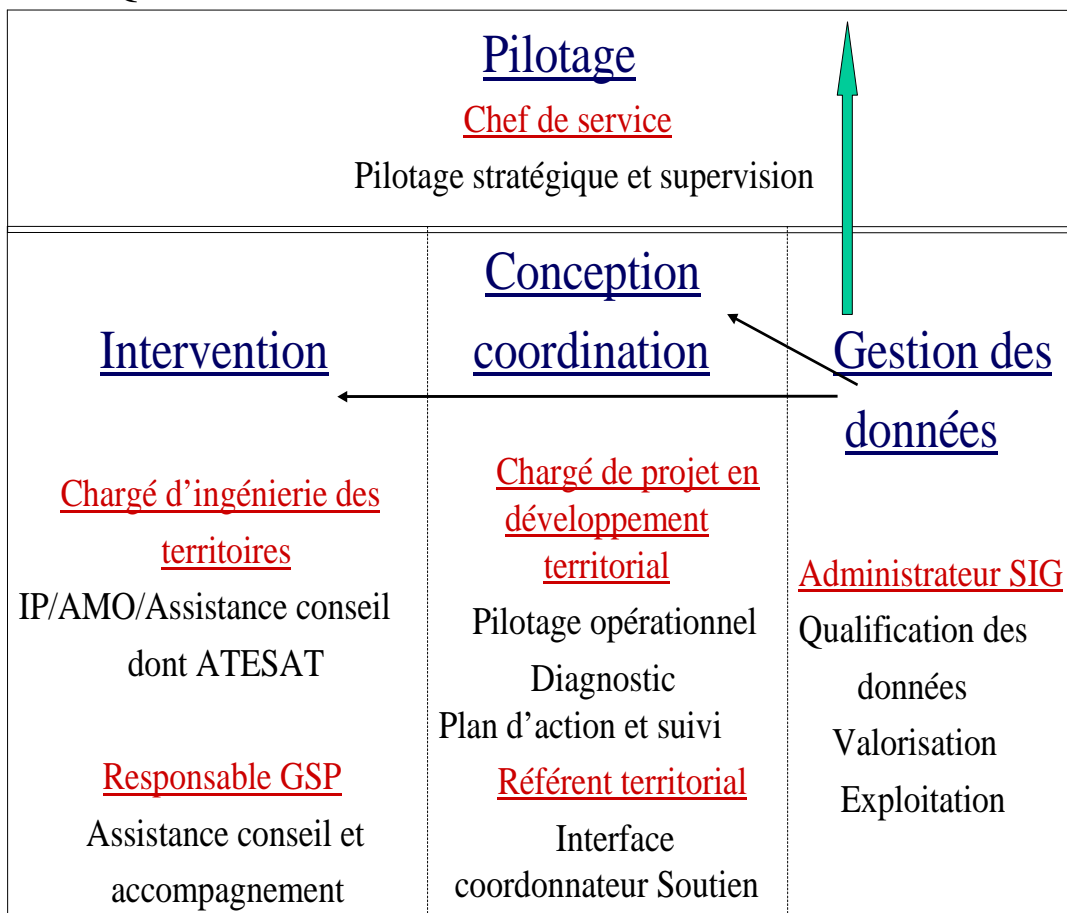 Pilotage
Chef de service
Pilotage stratégique et supervision
Intervention
Chargé d’ingénierie des
territoires
IP/AMO/Assistance conseil
dont ATESAT
Responsable GSP
Assistance conseil et
accompagnement
Conception
coordination
Chargé de projet en
développement
territorial
Pilotage opérationnel
Diagnostic
Plan d’action et suivi
Référent territorial
Interface
coordonnateur Soutien
Gestion des
données
Administrateur SIG
Qualification des
données
Valorisation
Exploitation